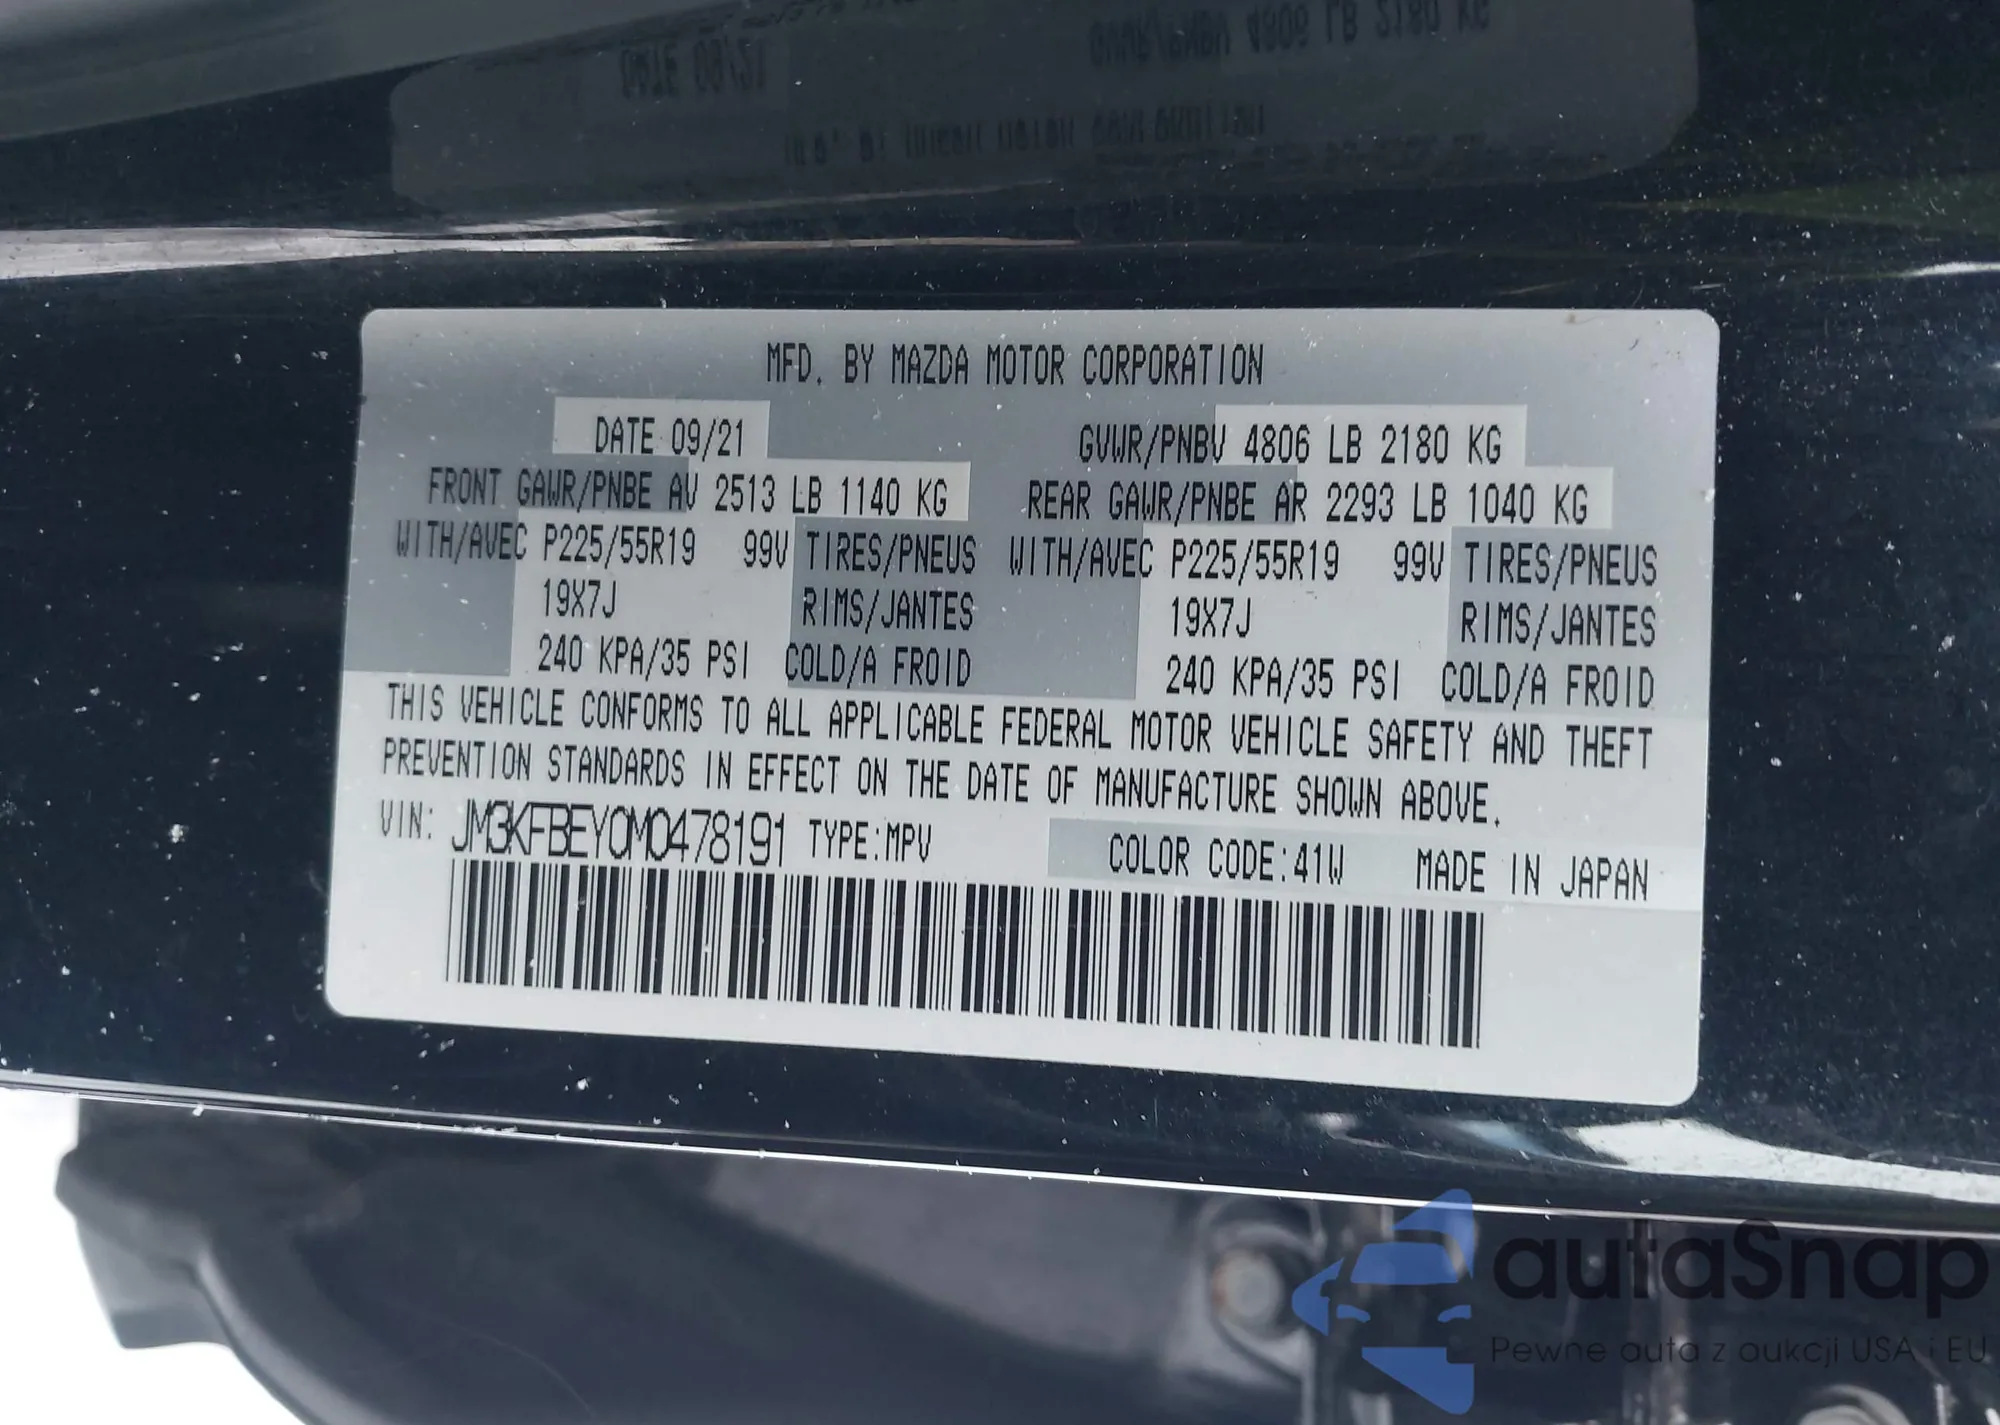 MFD. BY MAZDA MOTOR CORPORATION
DATE 09/21 GVWR/PNBV 4806 LB 2180 KG
FRONT GAWR/PNBE AV 2513 LB 1140 KG REAR GAWR/PNBE AR 2293 LB 1040 KG
WITH/AVEC P225/55R19 99V TIRES/PNEUS WITH/AVEC P225/55R19 99V TIRES/PNEUS
19X7J RIMS/JANTES 19X7J RIMS/JANTES
240 KPA/35 PSI COLD/A FROID 240 KPA/35 PSI COLD/A FROID
THIS VEHICLE CONFORMS TO ALL APPLICABLE FEDERAL MOTOR VEHICLE SAFETY AND THEFT
PREVENTION STANDARDS IN EFFECT ON THE DATE OF MANUFACTURE SHOWN ABOVE.
VIN: JM3KFBEY0M0478191 TYPE:MPV COLOR CODE:41W MADE IN JAPAN
autaSnap
Pewne auta z aukcji USA i EU